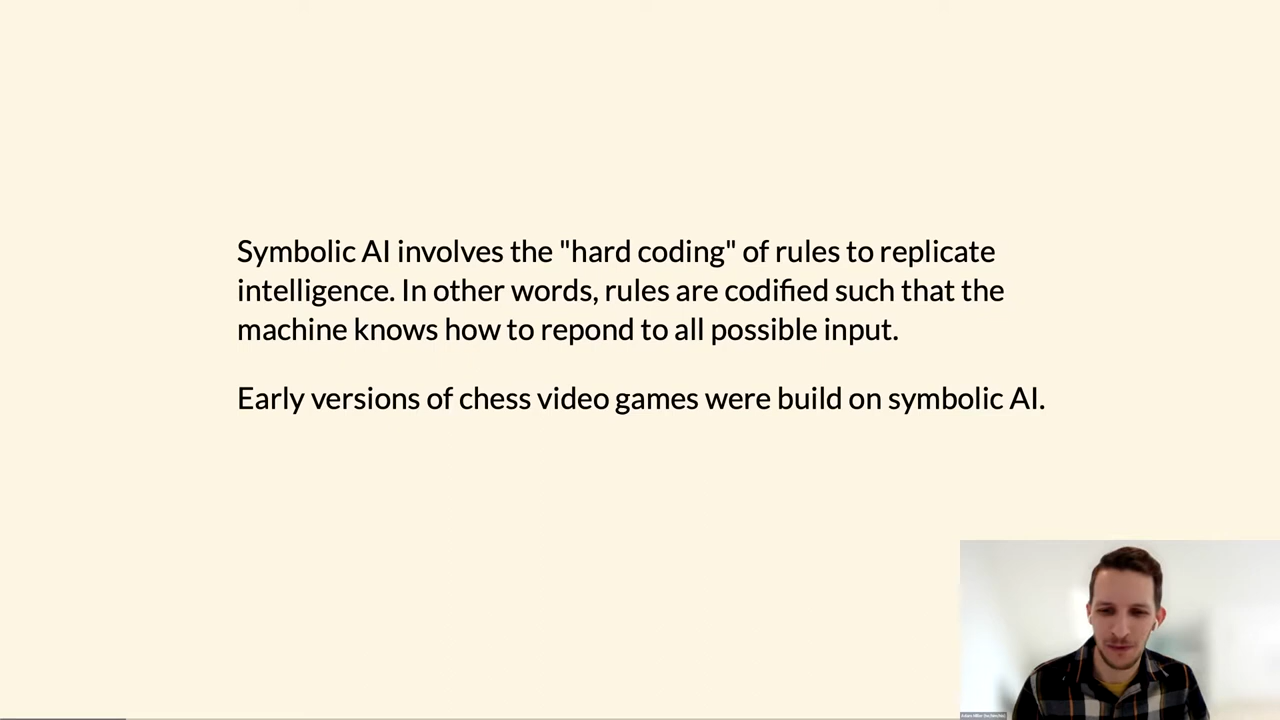 Symbolic AI involves the "hard coding" of rules to replicate
intelligence. In other words, rules are codified such that the
machine knows how to repond to all possible input.
Early versions of chess video games were build on symbolic AI.